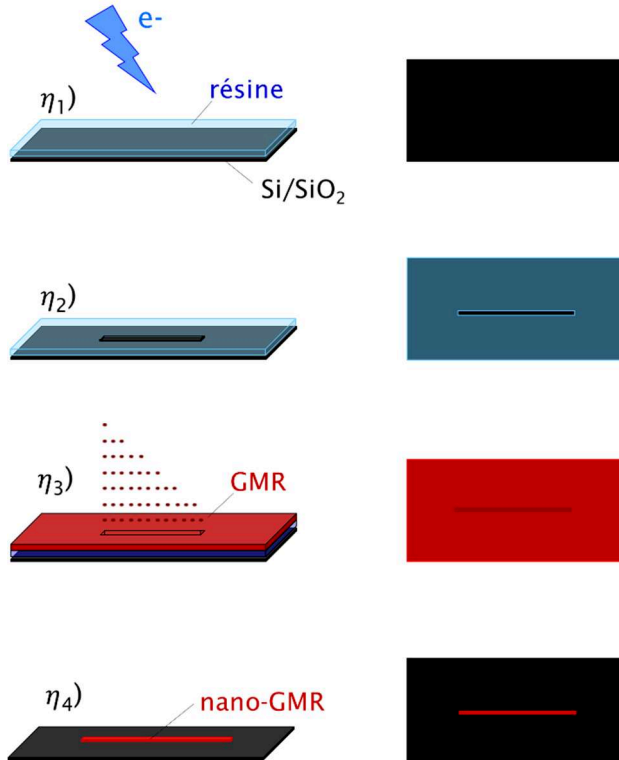 e-
η₁)
résine
Si/SiO₂
η₂)
η₃)
GMR
η₄)
nano-GMR